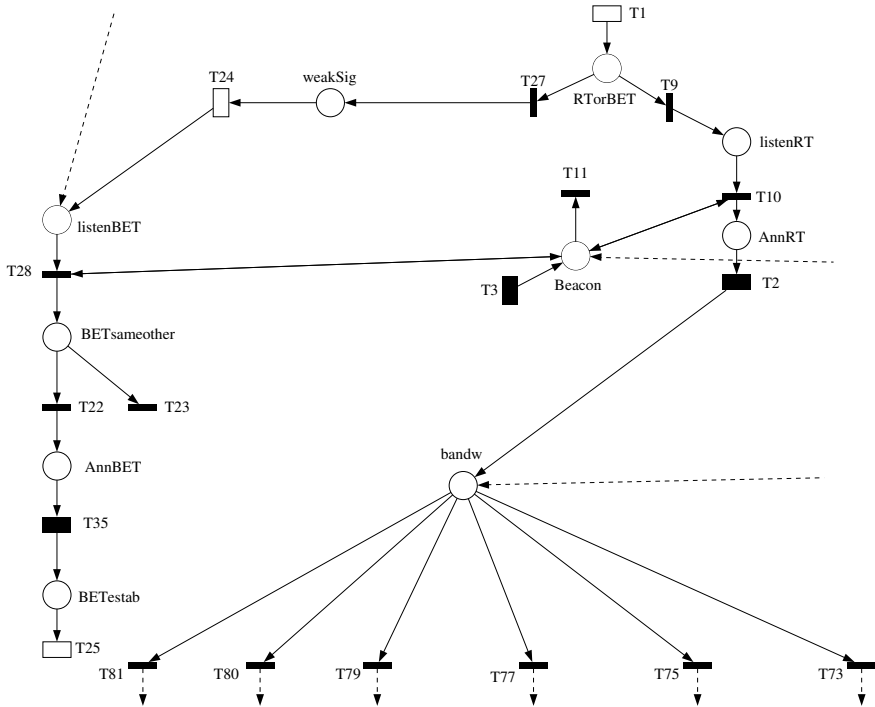 T1
T24
weakSig
T27
T9
RTorBET
listenRT
T11
T10
listenBET
AnnRT
T28
T3
Beacon
T2
BETsameother
T22
T23
bandw
AnnBET
T35
BETestab
T25
T81
T80
T79
T77
T75
T73